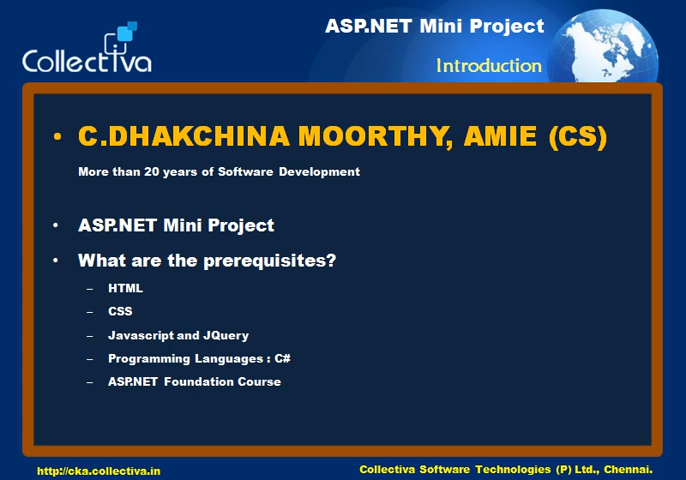 ASP.NET Mini Project
Collectiva
Introduction
• C.DHAKCHINA MOORTHY, AMIE (CS)
More than 20 years of Software Development
• ASP.NET Mini Project
• What are the prerequisites?
– HTML
– CSS
– Javascript and JQuery
– Programming Languages : C#
– ASP.NET Foundation Course
http://cka.collectiva.in
Collectiva Software Technologies (P) Ltd., Chennai.